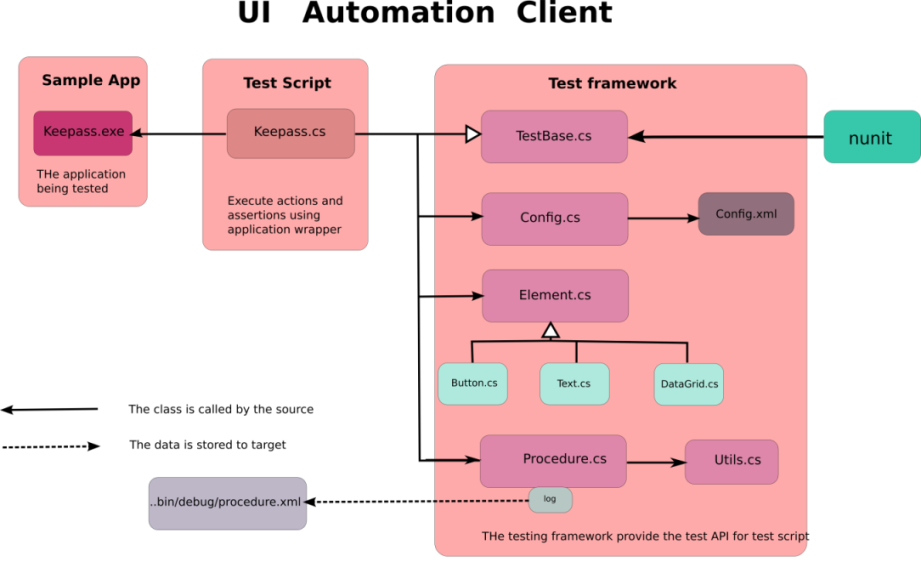 UI Automation Client
Sample App
Keepass.exe
THe application
being tested
Test Script
Keepass.cs
Execute actions and
assertions using
application wrapper
Test framework
TestBase.cs
nunit
Config.cs
Config.xml
Element.cs
Button.cs
Text.cs
DataGrid.cs
Procedure.cs
Utils.cs
log
THe testing framework provide the test API for test script
The class is called by the source
The data is stored to target
..bin/debug/procedure.xml